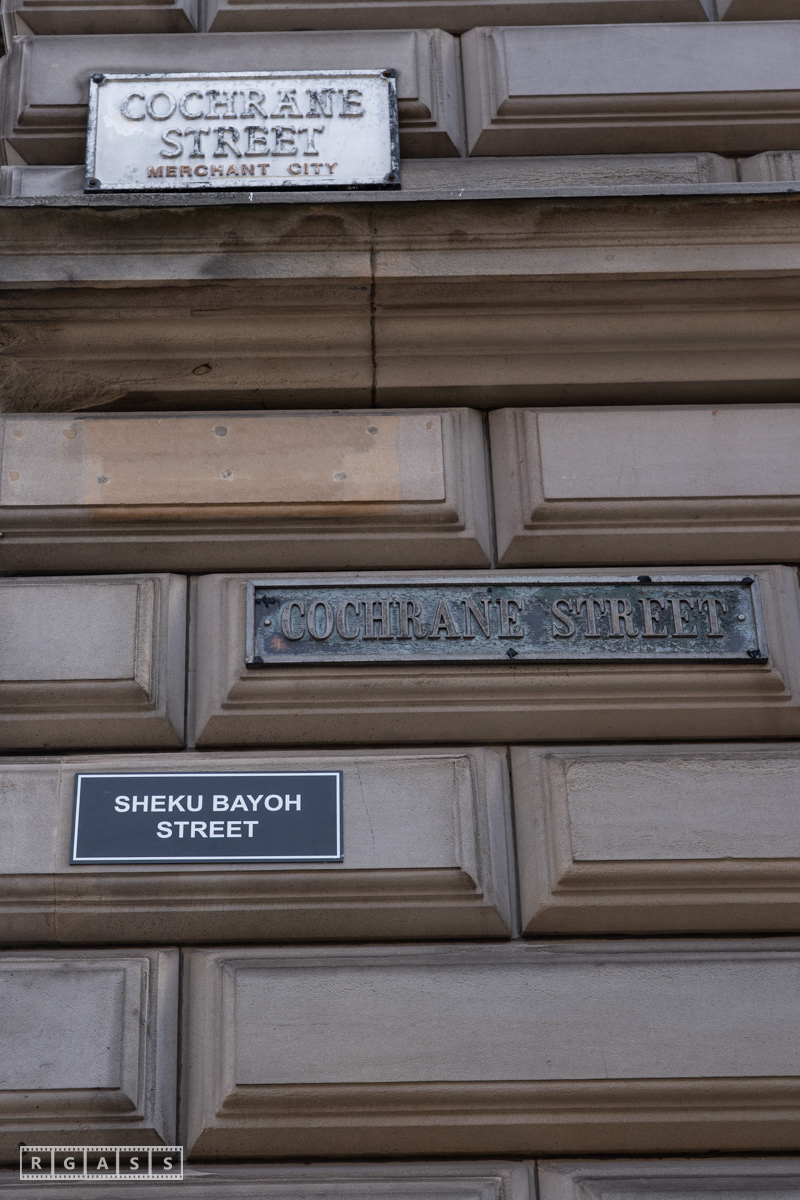 COCHRANE
STREET
MERCHANT CITY
COCHRANE STREET
SHEKU BAYOH
STREET
RGASS